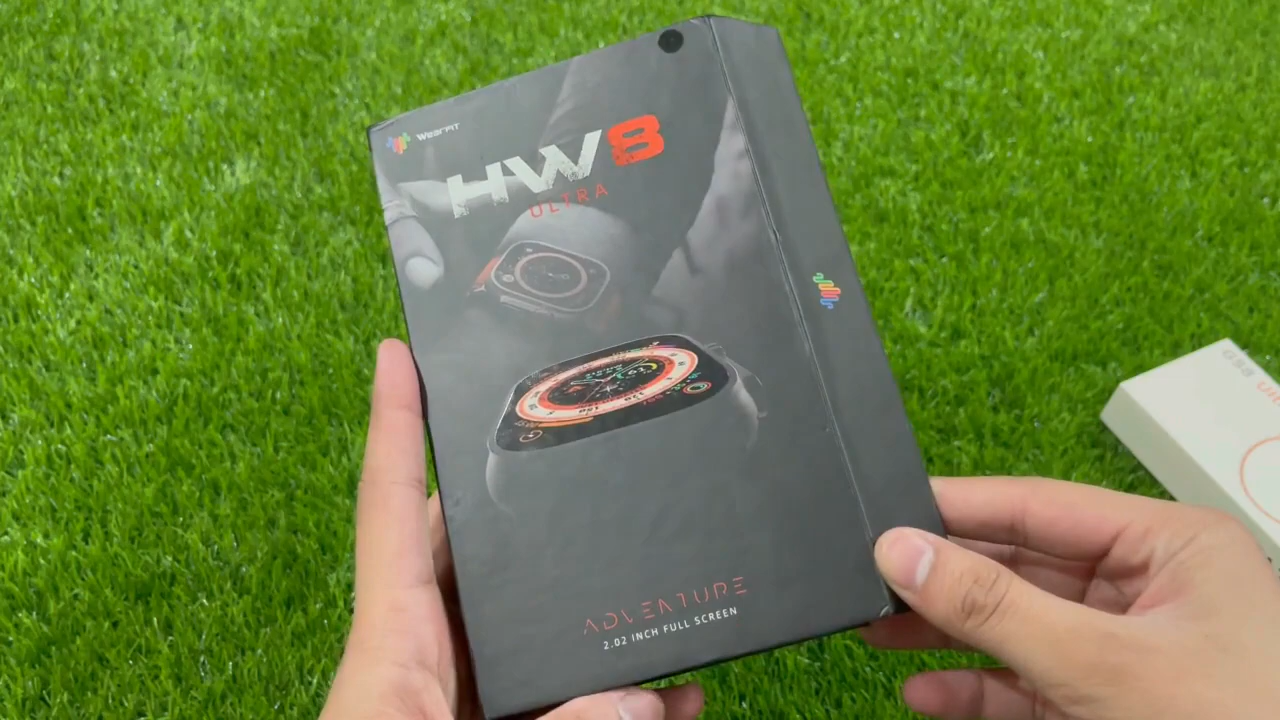 WearFIT
HW8
ULTRA
ADVENTURE
2.02 INCH FULL SCREEN